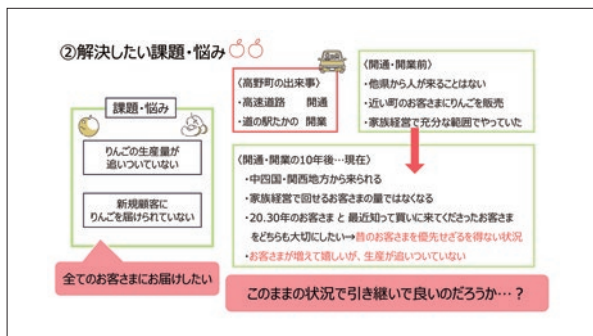 ②解決したい課題・悩み
課題・悩み
りんごの生産量が
追いついていない
新規顧客に
りんごを届けられていない
全てのお客さまにお届けしたい
〈高野町の出来事〉
・高速道路 開通
・道の駅たかの 開業
〈開通・開業前〉
・他県から人が来ることはない
・近い町のお客さまにりんごを販売
・家族経営で充分な範囲でやっていた
〈開通・開業の10年後…現在〉
・中四国・関西地方から来られる
・家族経営で回せるお客さまの量ではなくなる
・20.30年のお客さま と 最近知って買いに来てくださったお客さま
をどちらも大切にしたい→昔のお客さまを優先せざるを得ない状況
・お客さまが増えて嬉しいが、生産が追いついていない
このままの状況で引き継いで良いのだろうか…？